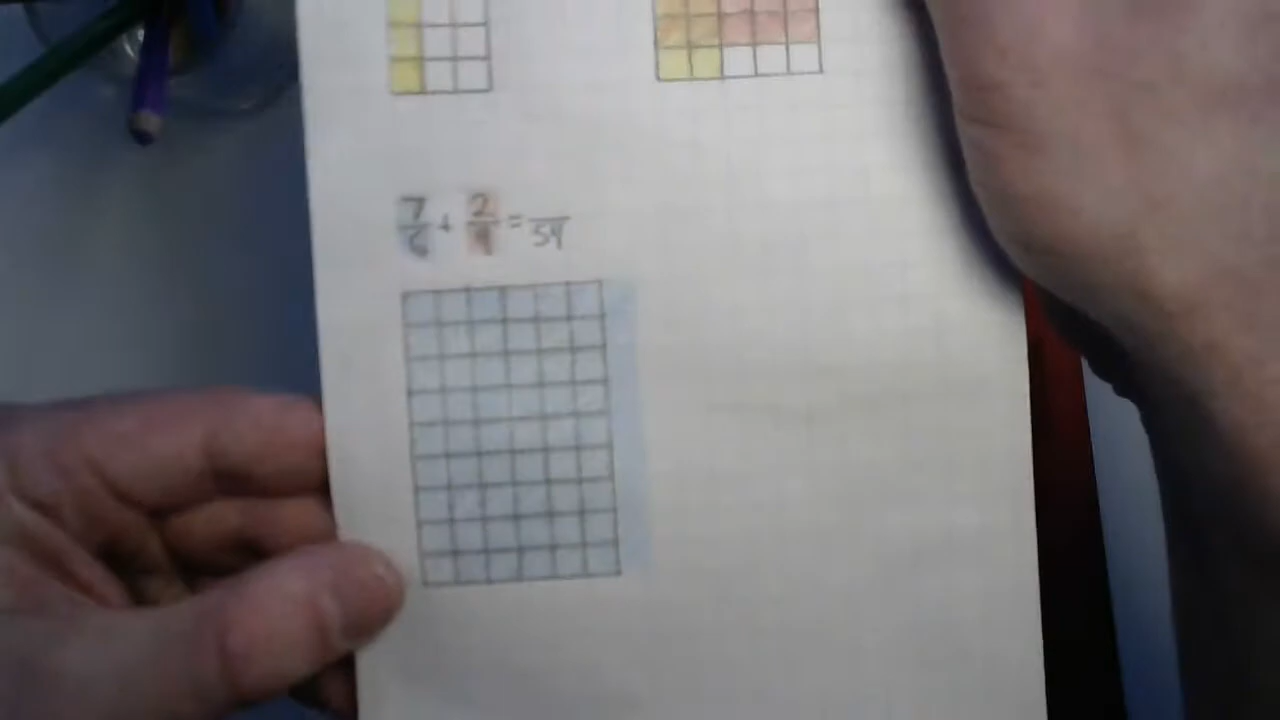 7/6 + 2/9 = /54